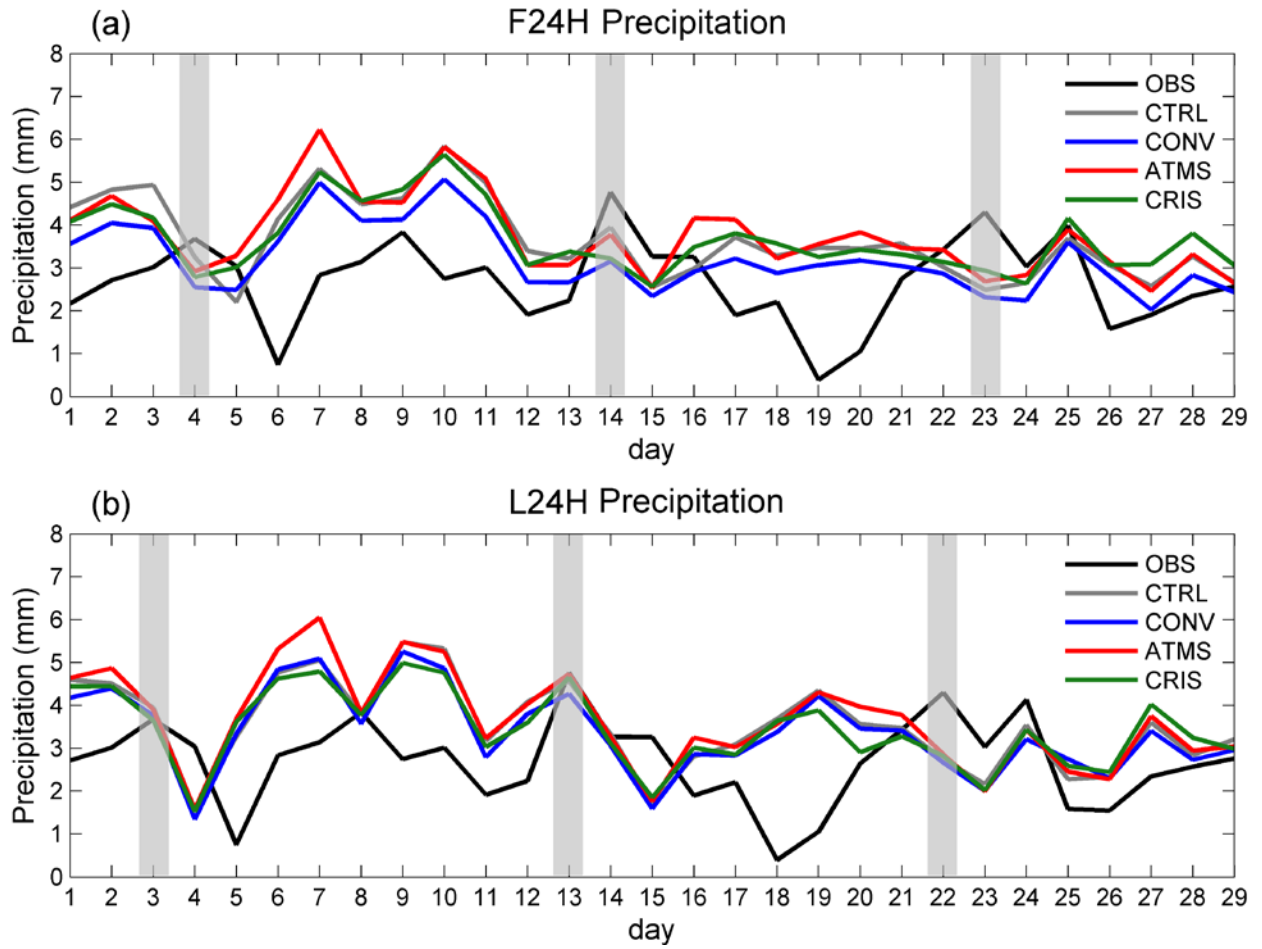 (a) F24H Precipitation
8
7
6
5
4
3
2
1
0
Precipitation (mm)
OBS
CTRL
CONV
ATMS
CRIS
1 2 3 4 5 6 7 8 9 10 11 12 13 14 15 16 17 18 19 20 21 22 23 24 25 26 27 28 29
day
(b) L24H Precipitation
8
7
6
5
4
3
2
1
0
Precipitation (mm)
OBS
CTRL
CONV
ATMS
CRIS
1 2 3 4 5 6 7 8 9 10 11 12 13 14 15 16 17 18 19 20 21 22 23 24 25 26 27 28 29
day